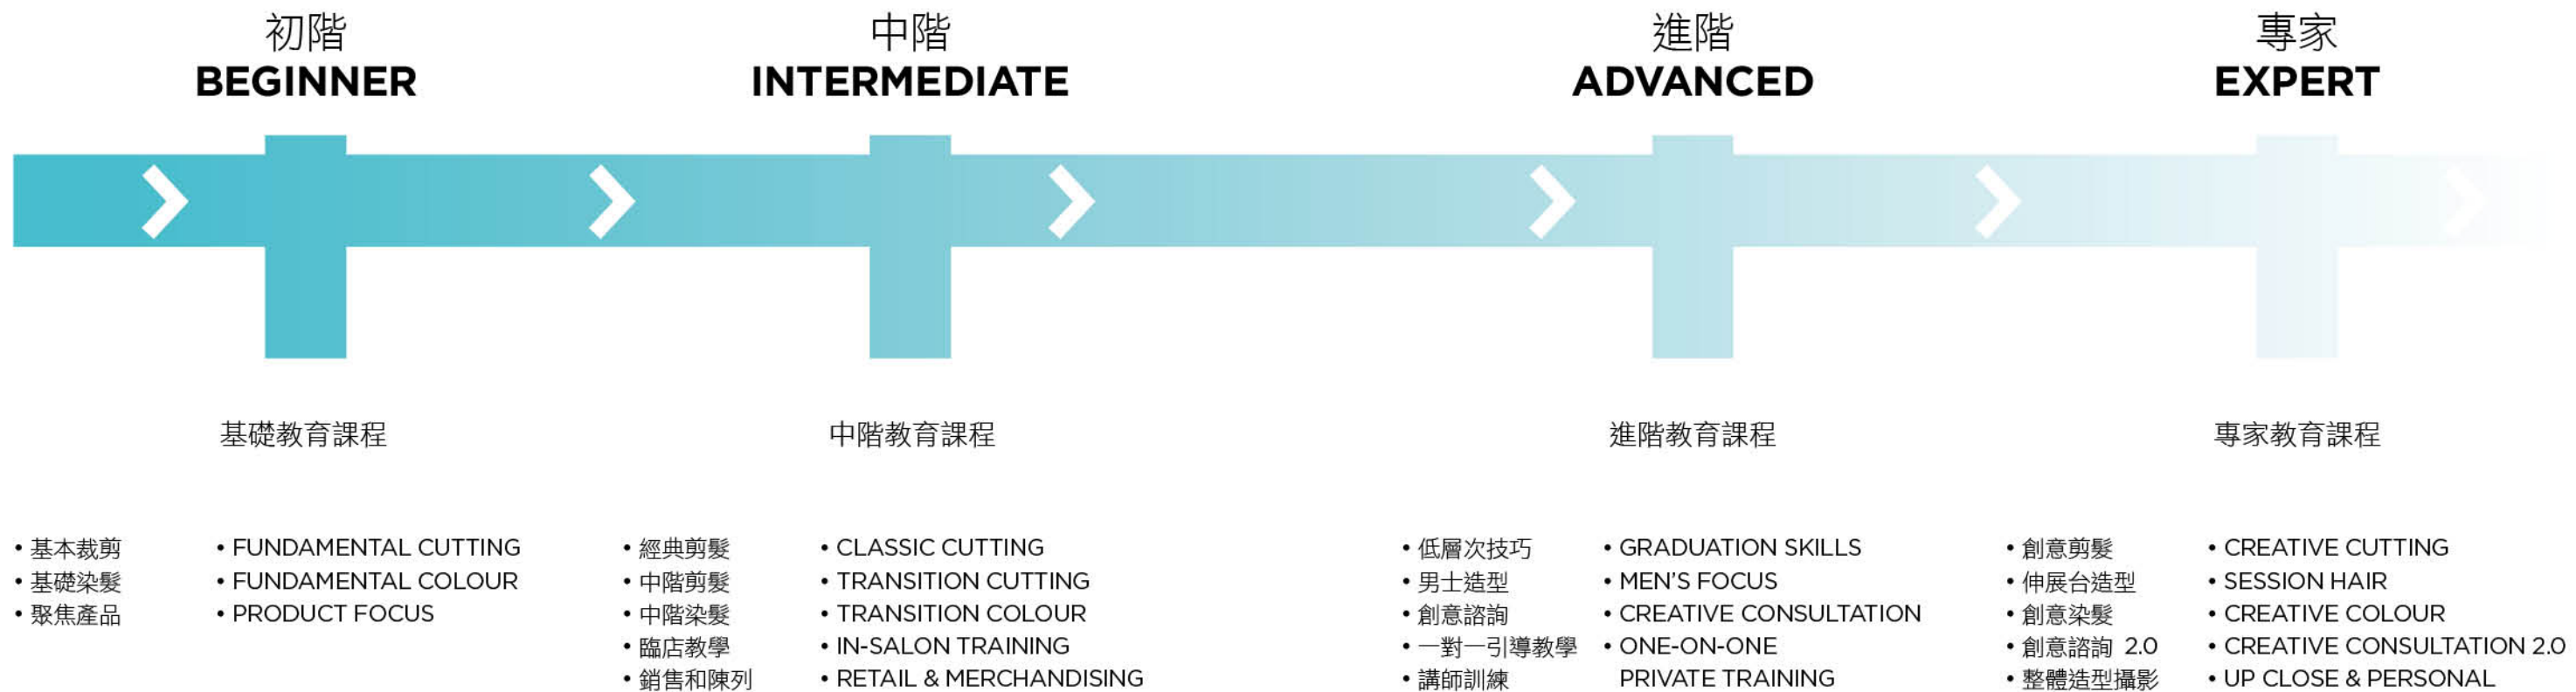 初階
BEGINNER
中階
INTERMEDIATE
進階
ADVANCED
專家
EXPERT
基礎教育課程
中階教育課程
進階教育課程
專家教育課程
• 基本裁剪
• 基礎染髮
• 聚焦產品
• FUNDAMENTAL CUTTING
• FUNDAMENTAL COLOUR
• PRODUCT FOCUS
• 經典剪髮
• 中階剪髮
• 中階染髮
• 臨店教學
• 銷售和陳列
• CLASSIC CUTTING
• TRANSITION CUTTING
• TRANSITION COLOUR
• IN-SALON TRAINING
• RETAIL & MERCHANDISING
• 低層次技巧
• 男士造型
• 創意諮詢
• 一對一引導教學
• 講師訓練
• GRADUATION SKILLS
• MEN'S FOCUS
• CREATIVE CONSULTATION
• ONE-ON-ONE
PRIVATE TRAINING
• 創意剪髮
• 伸展台造型
• 創意染髮
• 創意諮詢 2.0
• 整體造型攝影
• CREATIVE CUTTING
• SESSION HAIR
• CREATIVE COLOUR
• CREATIVE CONSULTATION 2.0
• UP CLOSE & PERSONAL